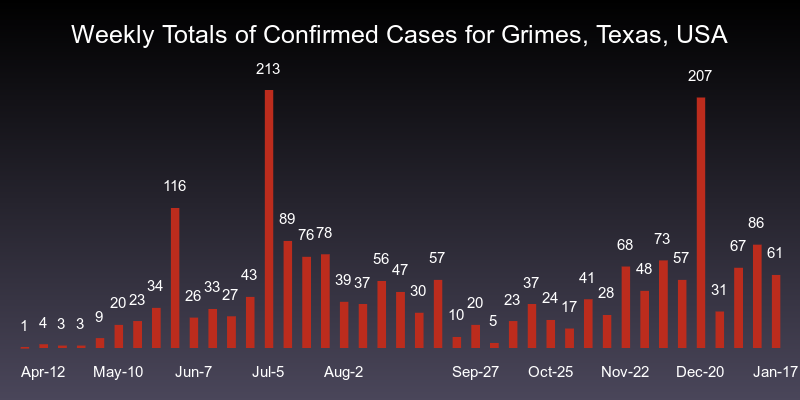 Weekly Totals of Confirmed Cases for Grimes, Texas, USA
1 4 3 3 9 20 23 34 116 26 33 27 43 213 89 76 78 39 37 56 47 30 57 10 20 5 23 37 24 17 41 28 68 48 73 57 207 31 67 86 61
Apr-12 May-10 Jun-7 Jul-5 Aug-2 Sep-27 Oct-25 Nov-22 Dec-20 Jan-17